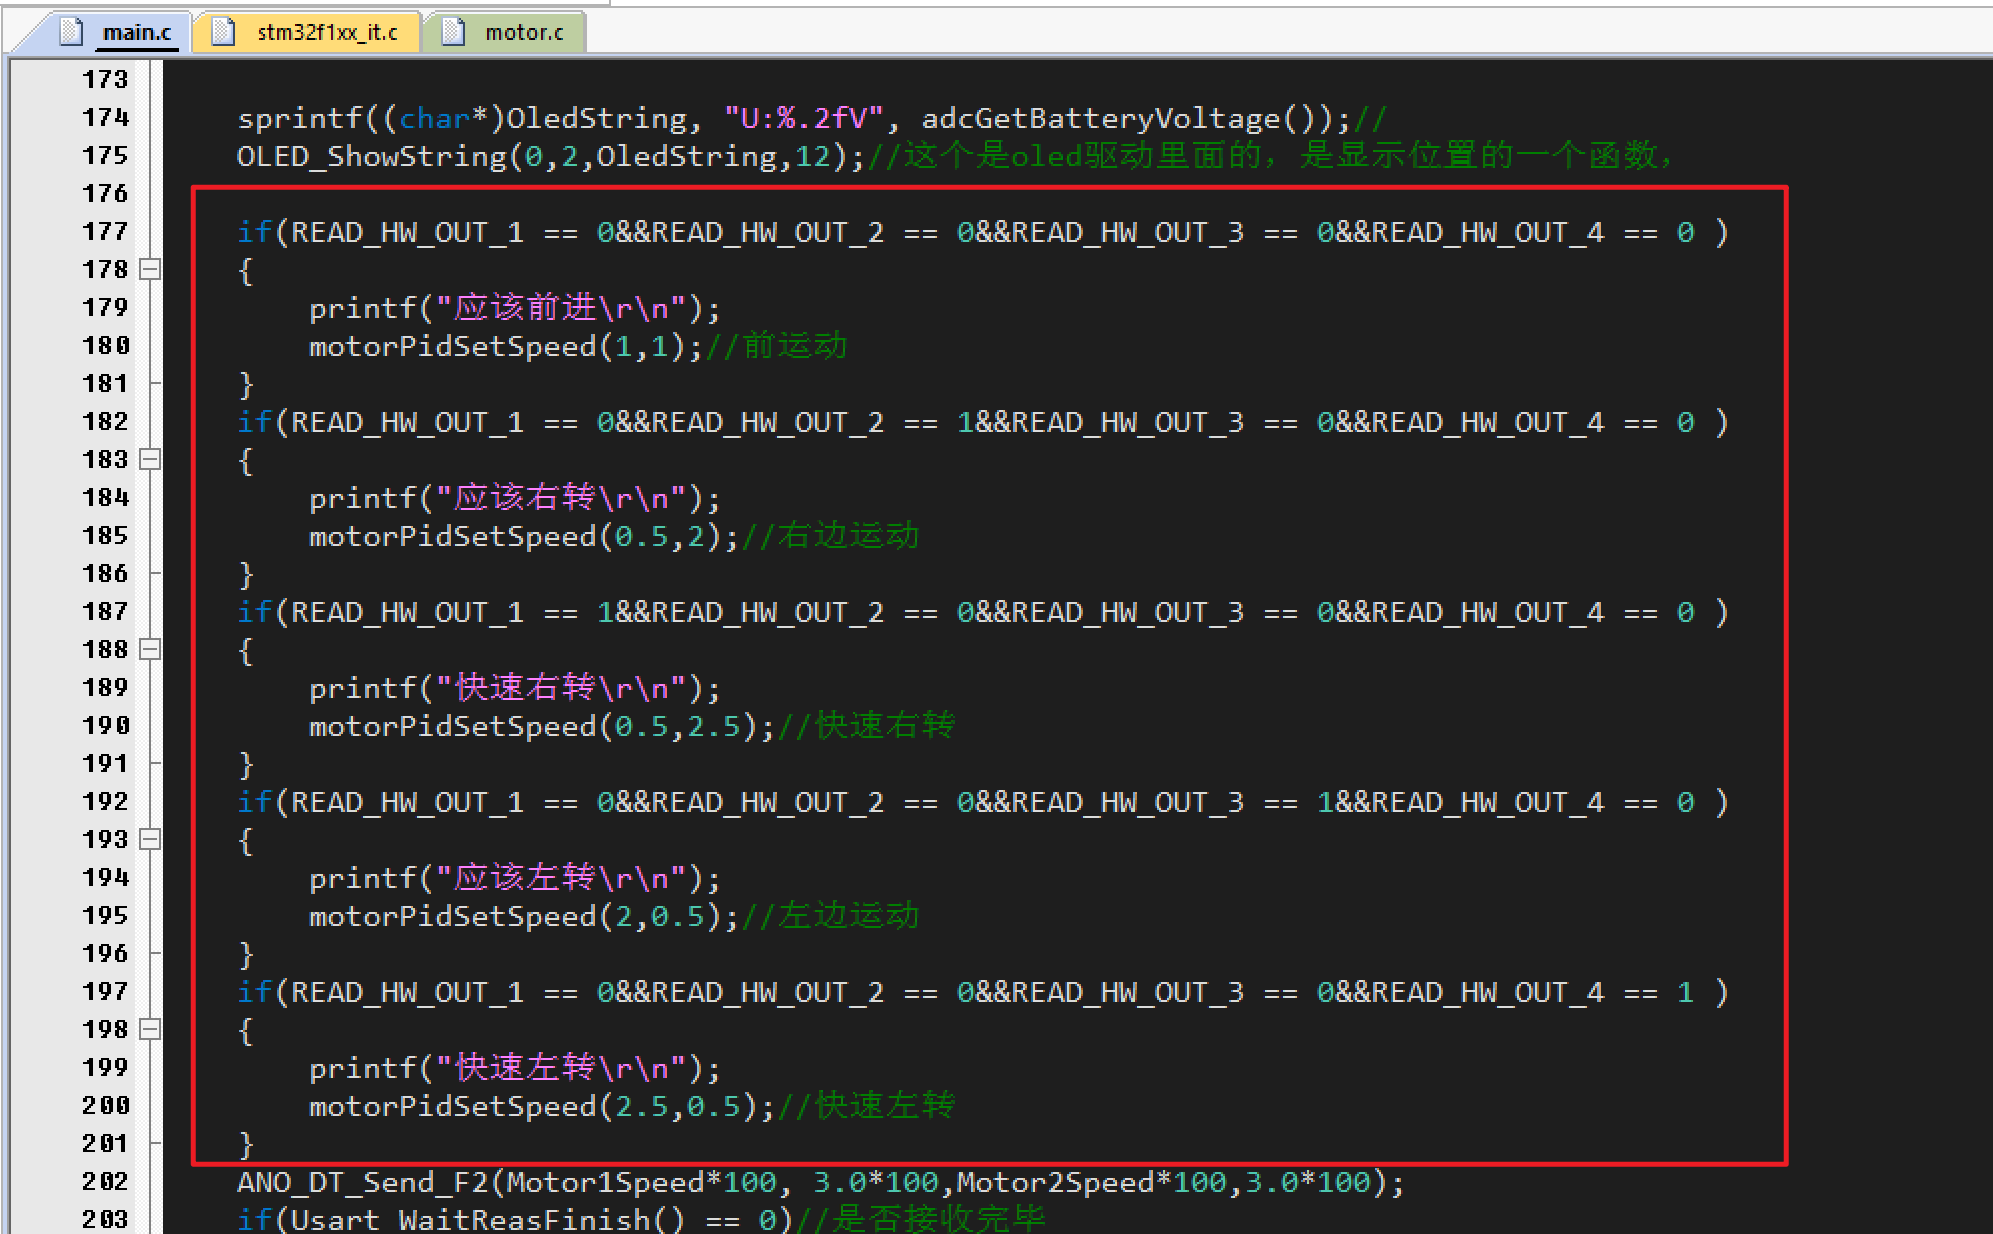 main.c stm32f1xx_it.c motor.c
173
174 sprintf((char*)OledString, "U:%.2fV", adcGetBatteryVoltage());//
175 OLED_ShowString(0,2,OledString,12);//这个是oled驱动里面的，是显示位置的一个函数，
176
177 if(READ_HW_OUT_1 == 0&&READ_HW_OUT_2 == 0&&READ_HW_OUT_3 == 0&&READ_HW_OUT_4 == 0 )
178 {
179 printf("应该前进\r\n");
180 motorPidSetSpeed(1,1);//前运动
181 }
182 if(READ_HW_OUT_1 == 0&&READ_HW_OUT_2 == 1&&READ_HW_OUT_3 == 0&&READ_HW_OUT_4 == 0 )
183 {
184 printf("应该右转\r\n");
185 motorPidSetSpeed(0.5,2);//右边运动
186 }
187 if(READ_HW_OUT_1 == 1&&READ_HW_OUT_2 == 0&&READ_HW_OUT_3 == 0&&READ_HW_OUT_4 == 0 )
188 {
189 printf("快速右转\r\n");
190 motorPidSetSpeed(0.5,2.5);//快速右转
191 }
192 if(READ_HW_OUT_1 == 0&&READ_HW_OUT_2 == 0&&READ_HW_OUT_3 == 1&&READ_HW_OUT_4 == 0 )
193 {
194 printf("应该左转\r\n");
195 motorPidSetSpeed(2,0.5);//左边运动
196 }
197 if(READ_HW_OUT_1 == 0&&READ_HW_OUT_2 == 0&&READ_HW_OUT_3 == 0&&READ_HW_OUT_4 == 1 )
198 {
199 printf("快速左转\r\n");
200 motorPidSetSpeed(2.5,0.5);//快速左转
201 }
202 ANO_DT_Send_F2(Motor1Speed*100, 3.0*100,Motor2Speed*100,3.0*100);
203 if(Usart_WaitReasFinish() == 0)//是否接收完毕